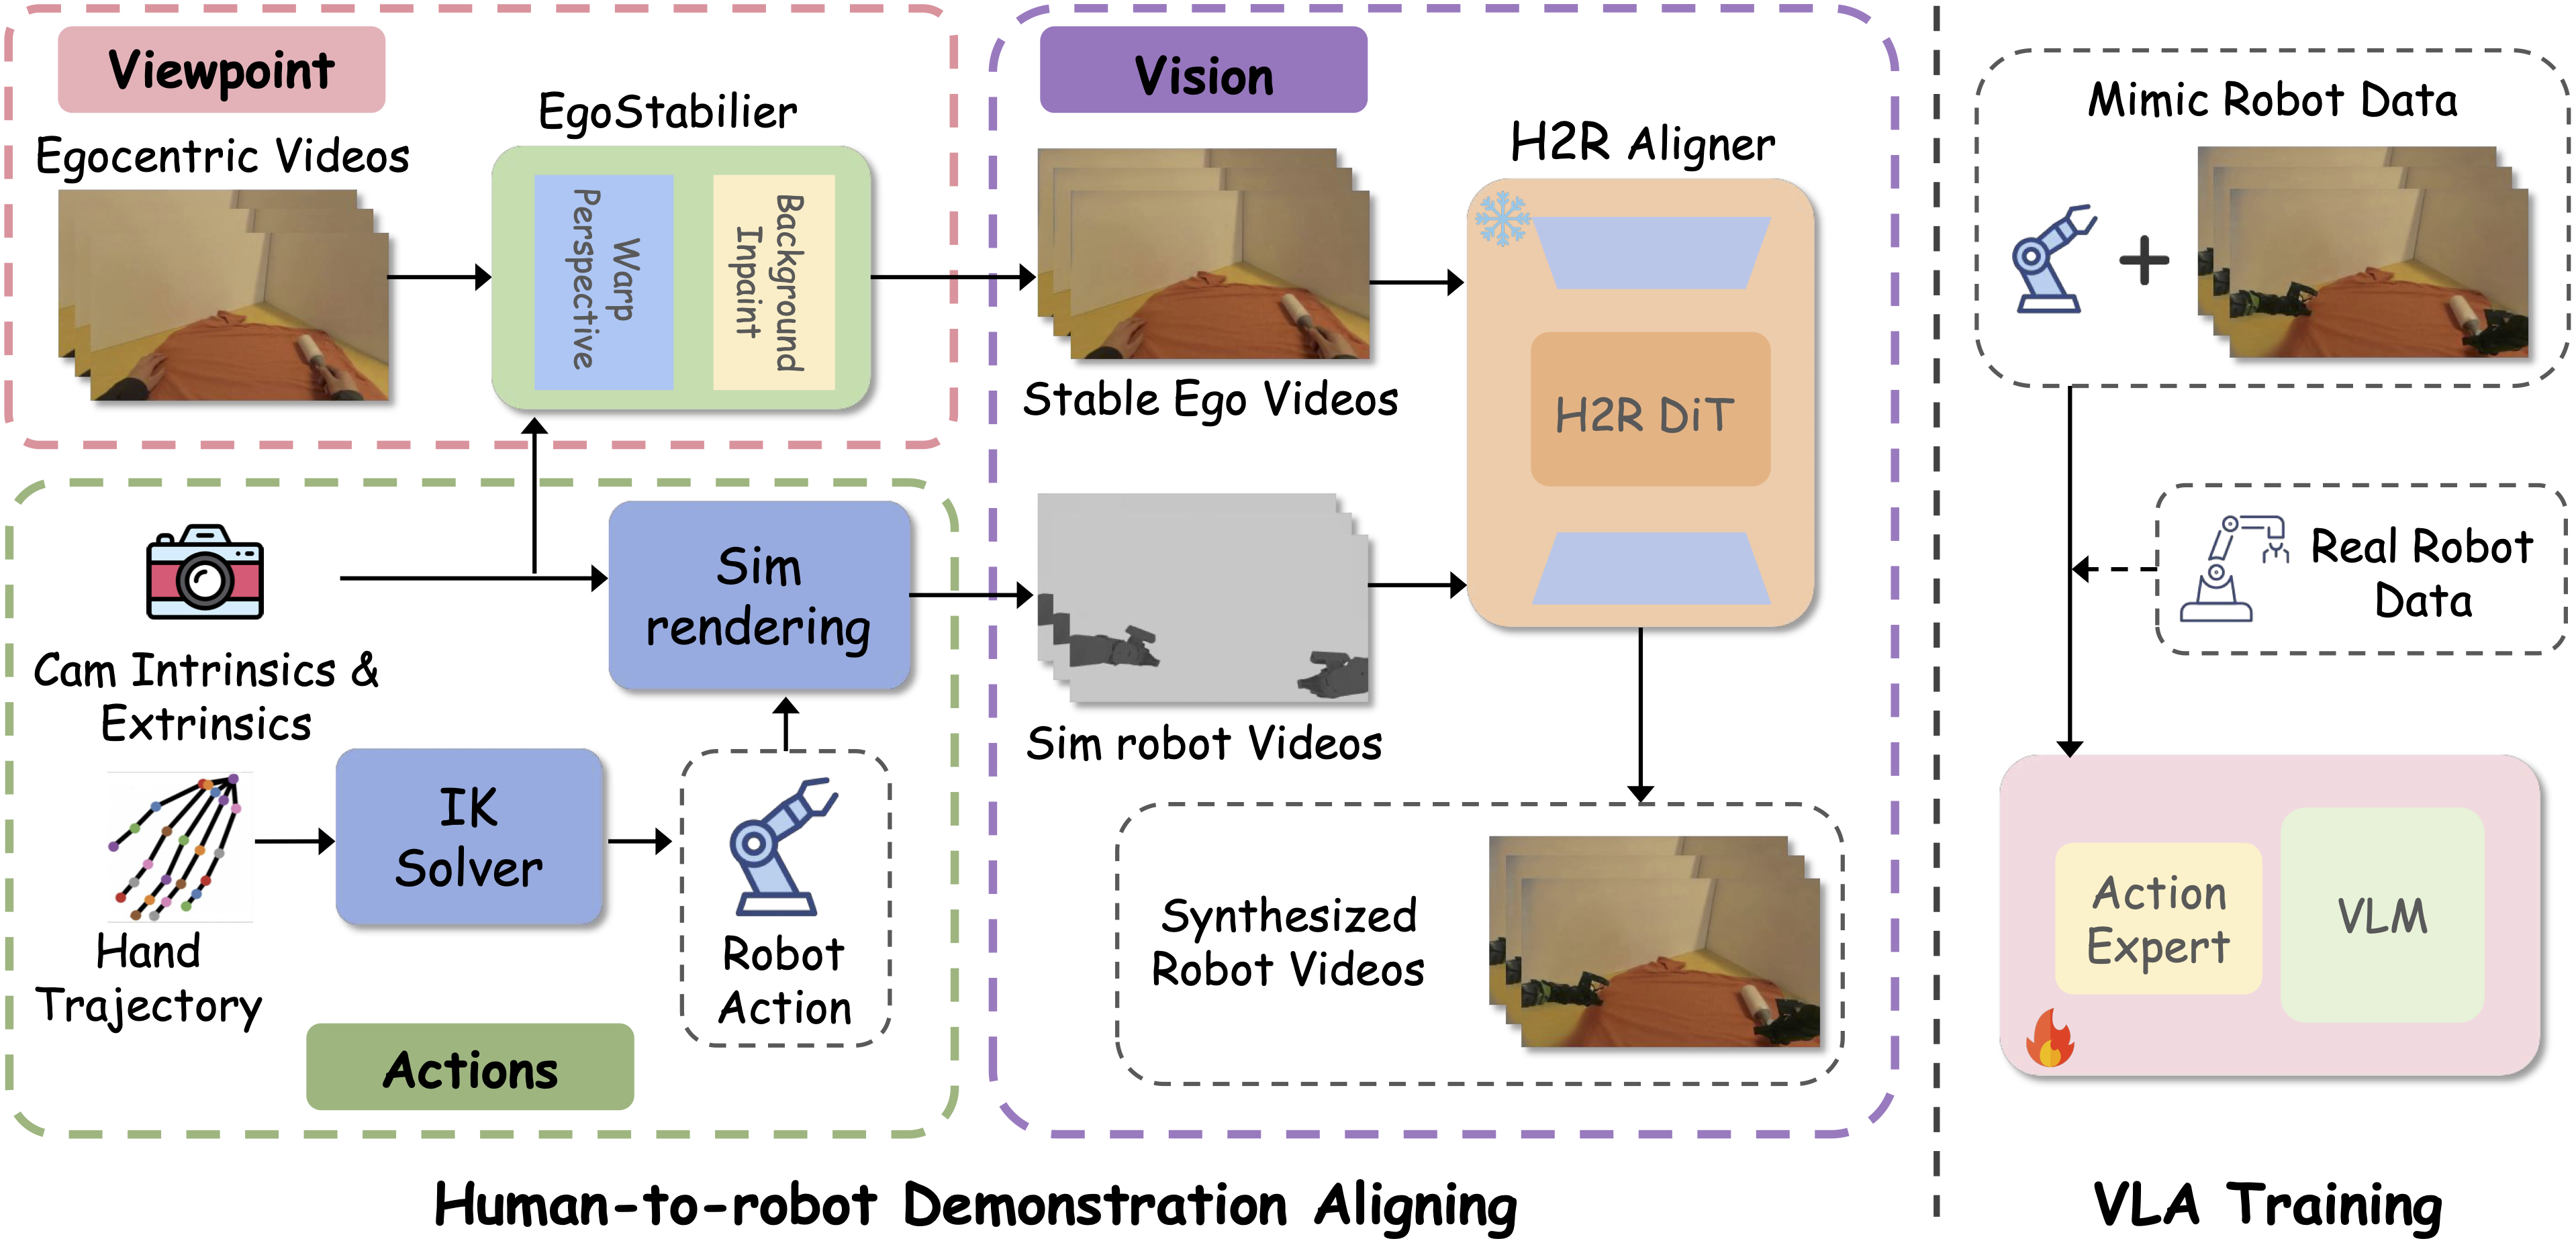 Viewpoint
Egocentric Videos
EgoStabilier
Warp
Perspective
Background
Inpaint
Cam Intrinsics &
Extrinsics
Sim
rendering
Hand
Trajectory
IK
Solver
Robot
Action
Actions
Vision
Stable Ego Videos
Sim robot Videos
H2R Aligner
H2R DiT
Synthesized
Robot Videos
Human-to-robot Demonstration Aligning
Mimic Robot Data
Real Robot
Data
Action
Expert
VLM
VLA Training